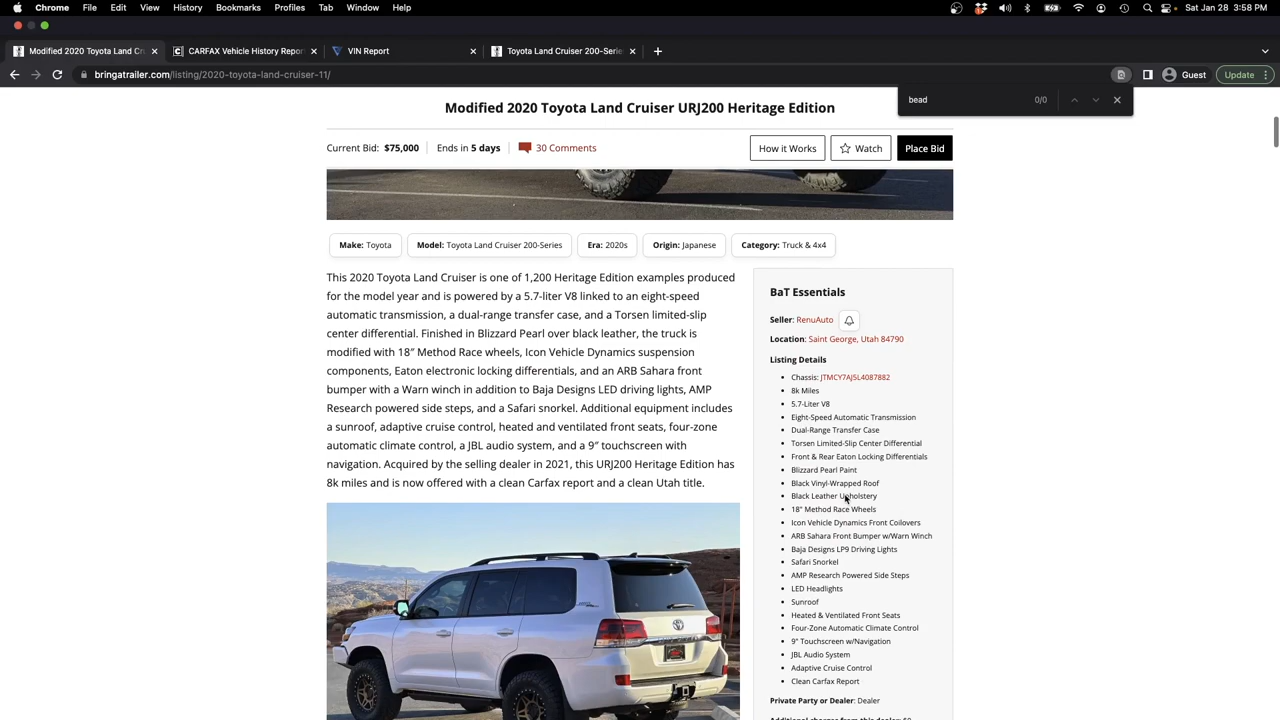 Chrome File Edit View History Bookmarks Profiles Tab Window Help Sat Jan 28 3:58 PM
Modified 2020 Toyota Land Cr CARFAX Vehicle History Repor VIN Report Toyota Land Cruiser 200-Serie
bringatrailer.com/listing/2020-toyota-land-cruiser-11/ Guest Update
bead 0/0
Modified 2020 Toyota Land Cruiser URJ200 Heritage Edition
Current Bid: $75,000 Ends in 5 days 30 Comments How it Works Watch Place Bid
Make: Toyota Model: Toyota Land Cruiser 200-Series Era: 2020s Origin: Japanese Category: Truck & 4x4
This 2020 Toyota Land Cruiser is one of 1,200 Heritage Edition examples produced
for the model year and is powered by a 5.7-liter V8 linked to an eight-speed
automatic transmission, a dual-range transfer case, and a Torsen limited-slip
center differential. Finished in Blizzard Pearl over black leather, the truck is
modified with 18″ Method Race wheels, Icon Vehicle Dynamics suspension
components, Eaton electronic locking differentials, and an ARB Sahara front
bumper with a Warn winch in addition to Baja Designs LED driving lights, AMP
Research powered side steps, and a Safari snorkel. Additional equipment includes
a sunroof, adaptive cruise control, heated and ventilated front seats, four-zone
automatic climate control, a JBL audio system, and a 9″ touchscreen with
navigation. Acquired by the selling dealer in 2021, this URJ200 Heritage Edition has
8k miles and is now offered with a clean Carfax report and a clean Utah title.
BaT Essentials
Seller: RenuAuto
Location: Saint George, Utah 84790
Listing Details
Chassis: JTMCY7AJ5L4087882
8k Miles
5.7-Liter V8
Eight-Speed Automatic Transmission
Dual-Range Transfer Case
Torsen Limited-Slip Center Differential
Front & Rear Eaton Locking Differentials
Blizzard Pearl Paint
Black Vinyl-Wrapped Roof
Black Leather Upholstery
18" Method Race Wheels
Icon Vehicle Dynamics Front Coilovers
ARB Sahara Front Bumper w/Warn Winch
Baja Designs LP9 Driving Lights
Safari Snorkel
AMP Research Powered Side Steps
LED Headlights
Sunroof
Heated & Ventilated Front Seats
Four-Zone Automatic Climate Control
9" Touchscreen w/Navigation
JBL Audio System
Adaptive Cruise Control
Clean Carfax Report
Private Party or Dealer: Dealer
Additional charges from this dealer: $0